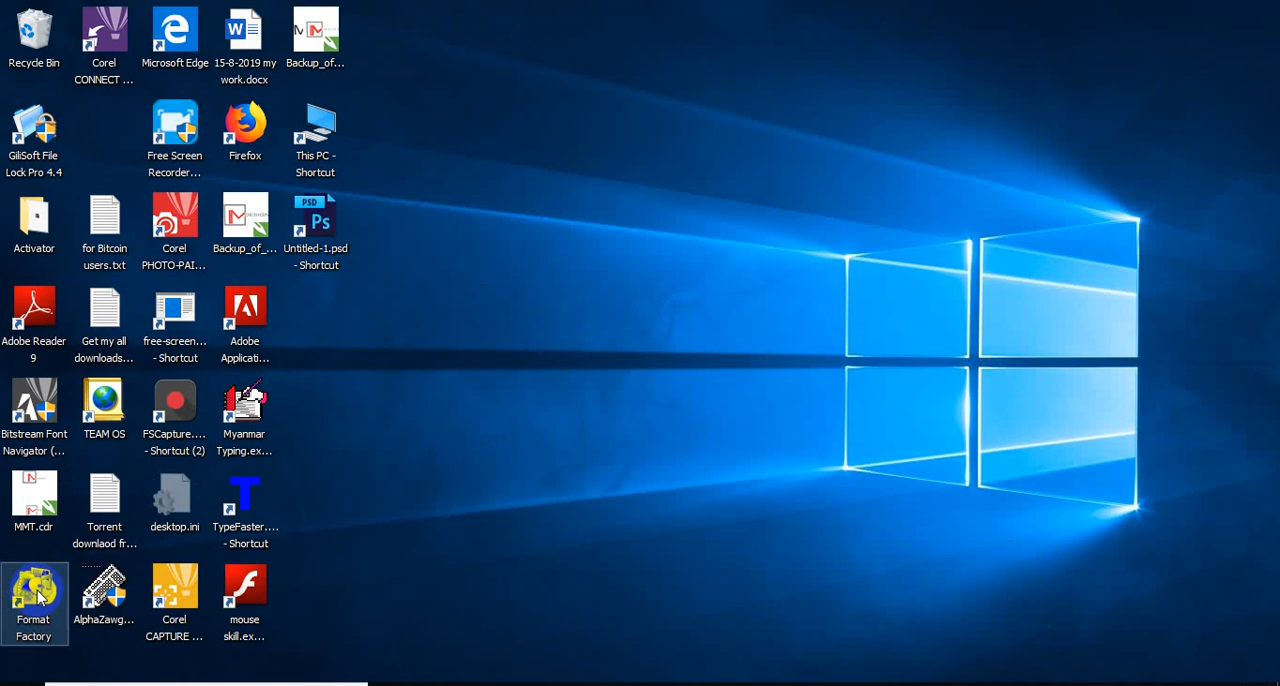 Recycle Bin
Corel
CONNECT ...
Microsoft Edge
15-8-2019 my
work.docx
Backup_of...
GiliSoft File
Lock Pro 4.4
Free Screen
Recorder...
Firefox
This PC -
Shortcut
Activator
for Bitcoin
users.txt
Corel
PHOTO-PAI...
Backup_of_...
PSD
Ps
Untitled-1.psd
- Shortcut
Adobe Reader
9
Get my all
downloads...
free-screen...
- Shortcut
Adobe
Applicati...
Bitstream Font
Navigator (...
TEAM OS
FSCapture....
- Shortcut (2)
Myanmar
Typing.ex...
MMT.cdr
Torrent
downlaod fr...
desktop.ini
TypeFaster....
- Shortcut
Format
Factory
AlphaZawg...
Corel
CAPTURE ...
mouse
skill.ex...